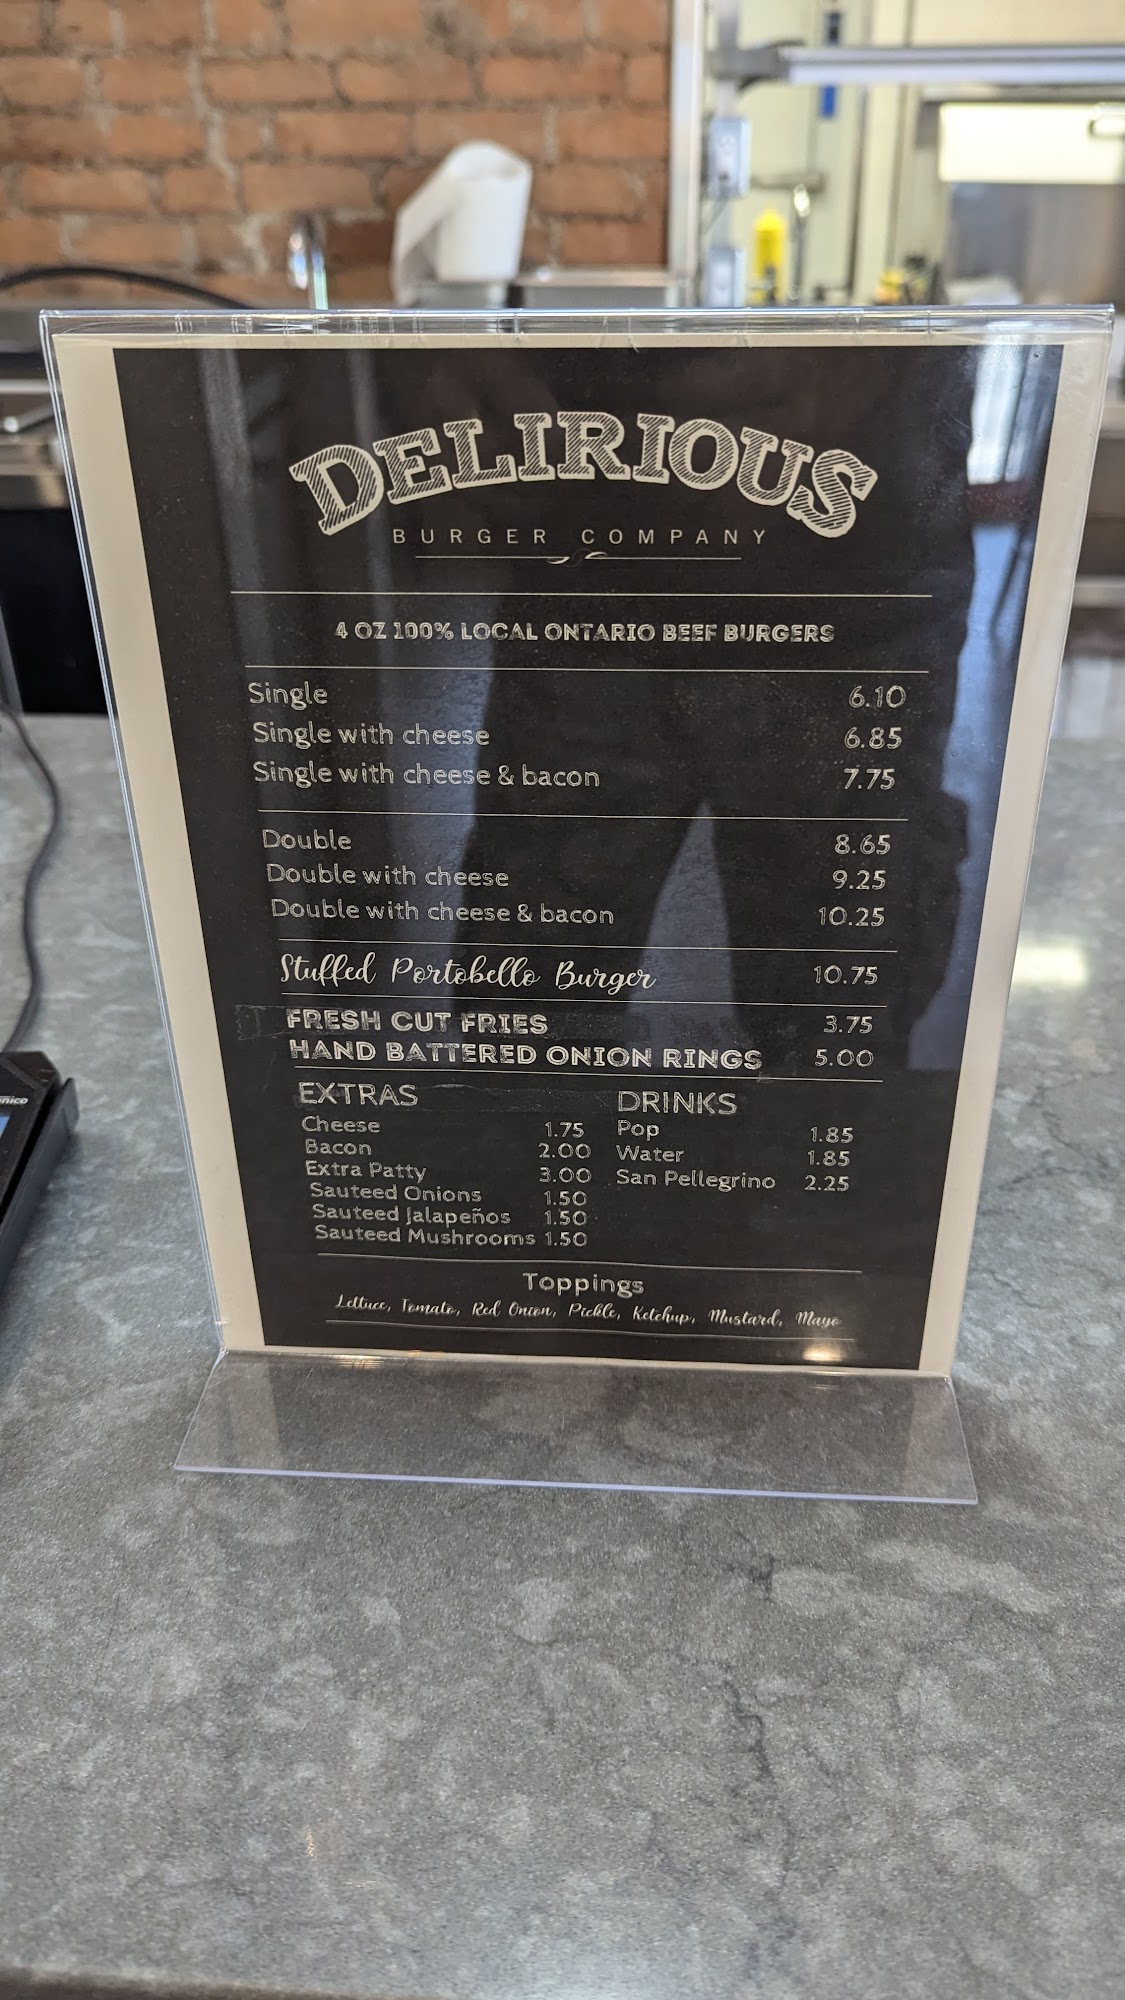 DELIRIOUS
BURGER COMPANY
4 OZ 100% LOCAL ONTARIO BEEF BURGERS
Single 6.10
Single with cheese 6.85
Single with cheese & bacon 7.75
Double 8.65
Double with cheese 9.25
Double with cheese & bacon 10.25
Stuffed Portobello Burger 10.75
FRESH CUT FRIES 3.75
HAND BATTERED ONION RINGS 5.00
EXTRAS
Cheese 1.75
Bacon 2.00
Extra Patty 3.00
Sauteed Onions 1.50
Sauteed Jalapeños 1.50
Sauteed Mushrooms 1.50
DRINKS
Pop 1.85
Water 1.85
San Pellegrino 2.25
Toppings
Lettuce, Tomato, Red Onion, Pickle, Ketchup, Mustard, Mayo